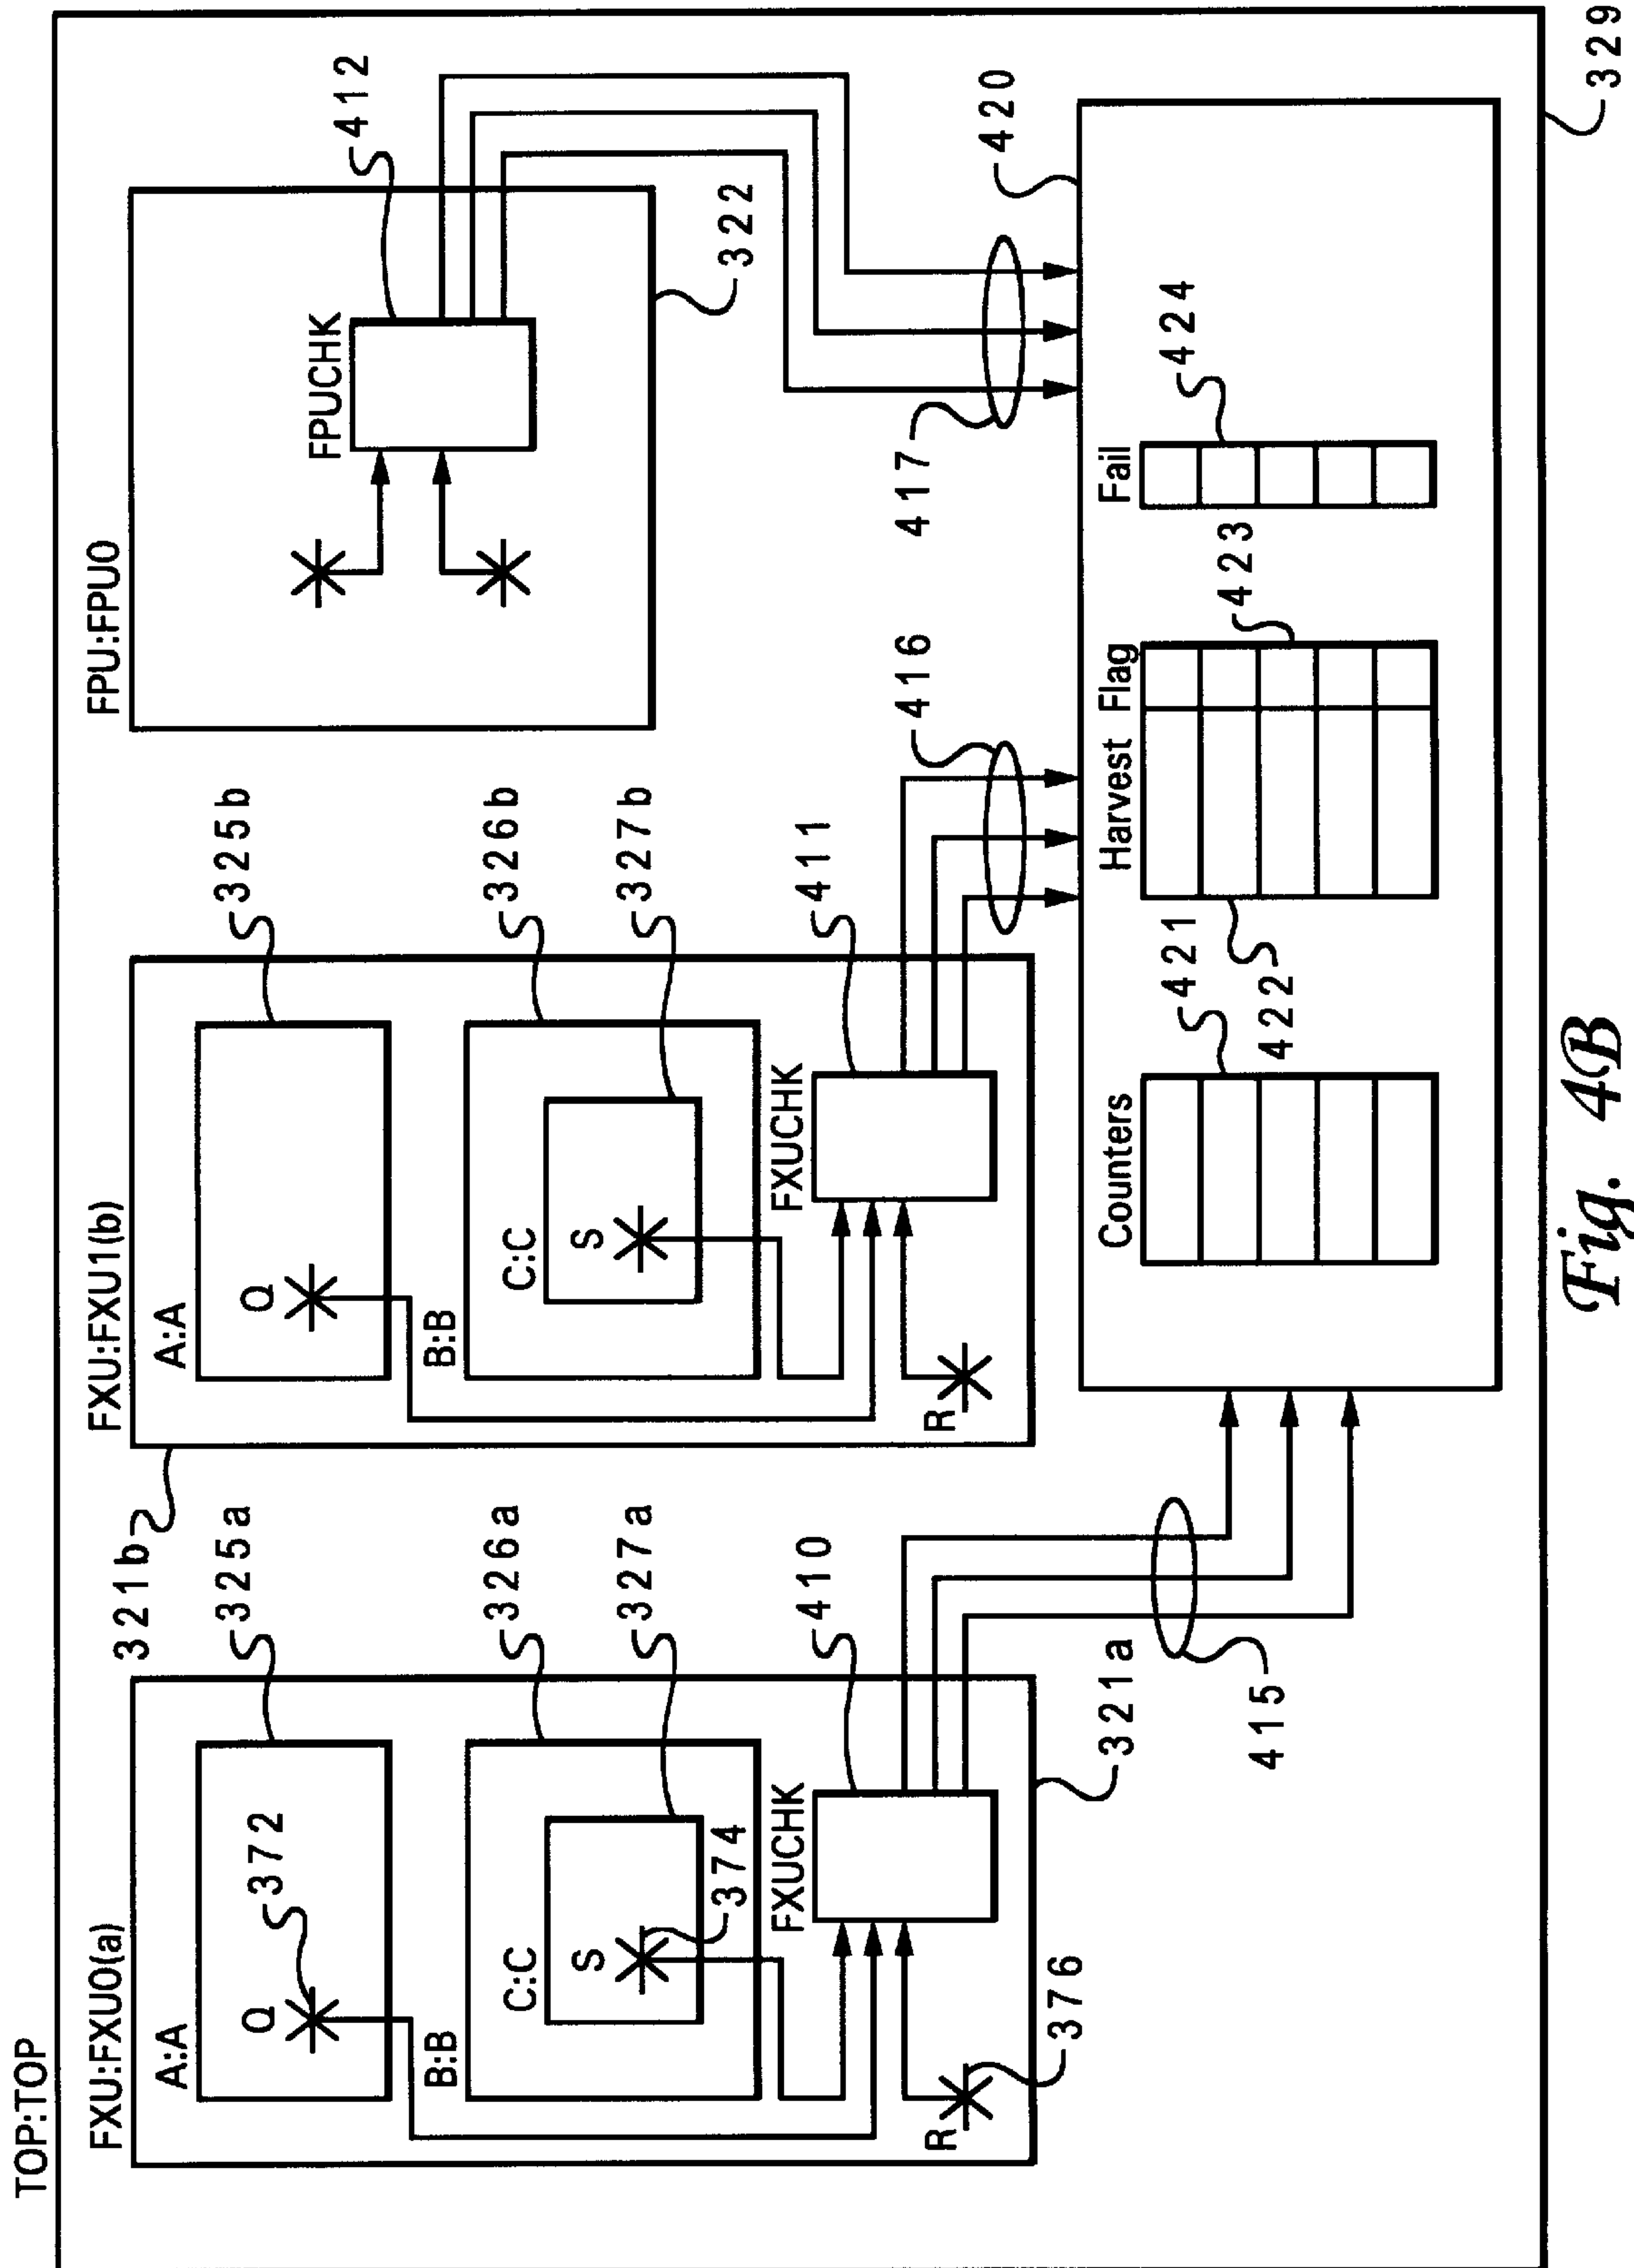 TOP:TOP
FXU:FXU0(a)
A:A
Q
372
325a
B:B
C:C
S
374
326a
327a
FXUCHK
410
R
376
321a
415
321b
FXU:FXU1(b)
A:A
Q
325b
B:B
C:C
S
326b
327b
FXUCHK
411
R
416
FPU:FPU0
FPUCHK
412
322
417
420
Counters
421
422
Harvest Flag
423
Fail
424
329
Fig. 4B